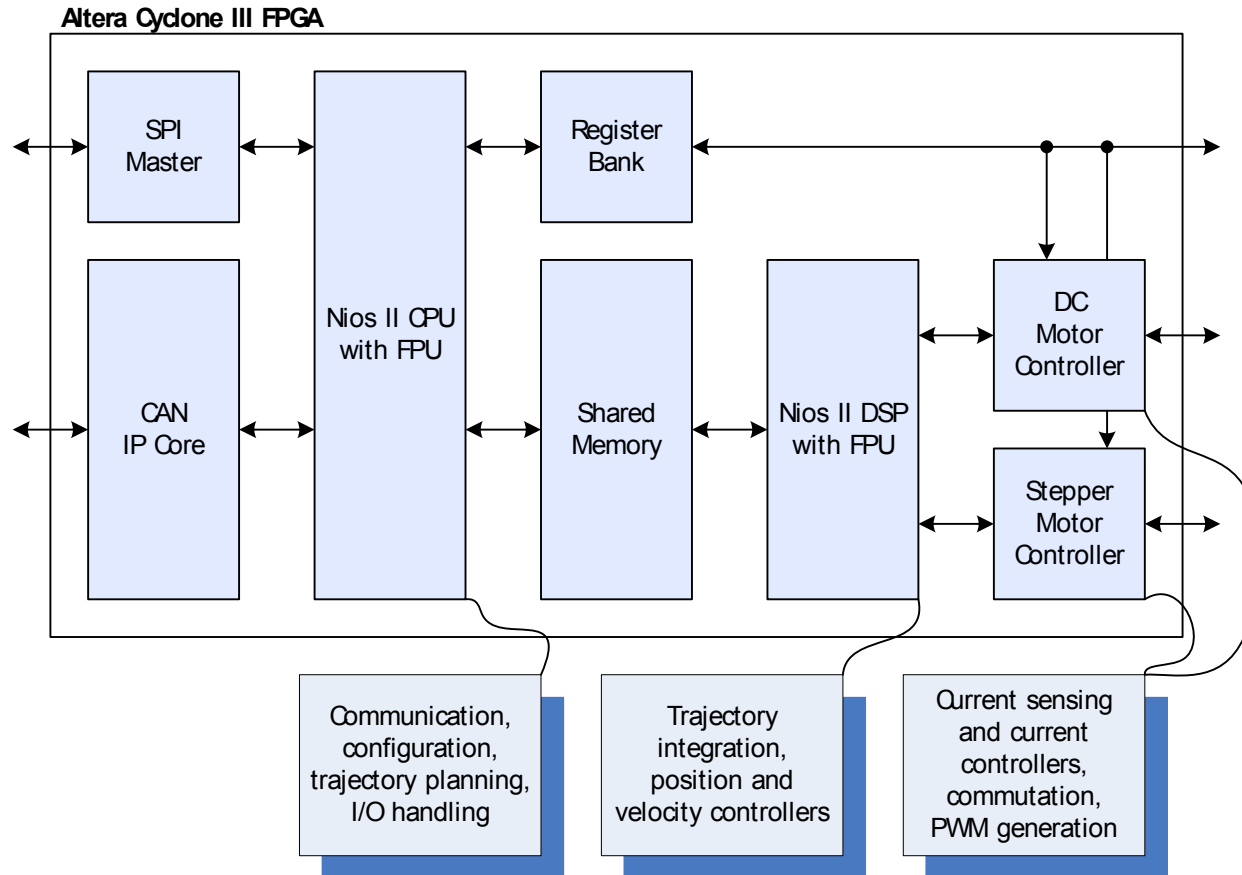 Altera Cyclone III FPGA
SPI
Master
Register
Bank
CAN
IP Core
Nios II CPU
with FPU
Shared
Memory
Nios II DSP
with FPU
DC
Motor
Controller
Stepper
Motor
Controller
Communication,
configuration,
trajectory planning,
I/O handling
Trajectory
integration,
position and
velocity controllers
Current sensing
and current
controllers,
commutation,
PWM generation